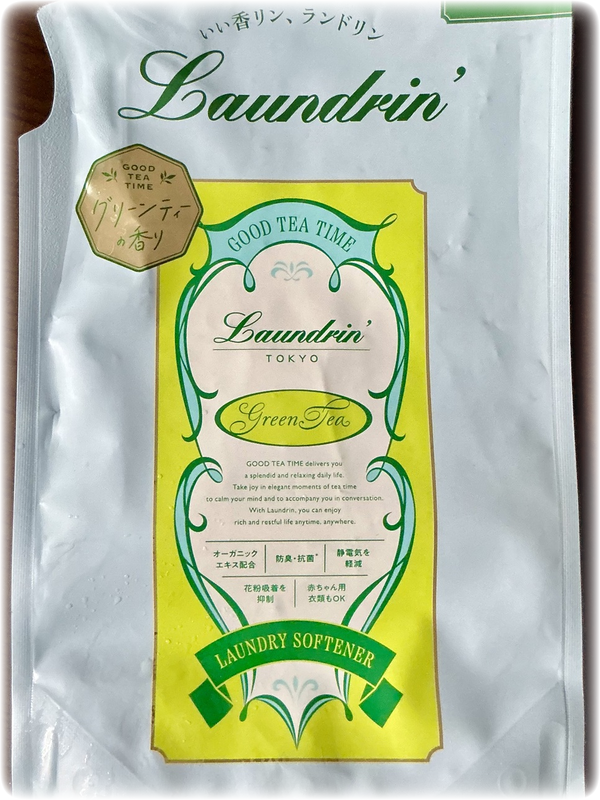 いい香リン、ランドリン
Laundrin'
GOOD
TEA
TIME
グリーンティー
の香り
GOOD TEA TIME
Laundrin'
TOKYO
Green Tea
GOOD TEA TIME delivers you
a splendid and relaxing daily life.
Take joy in elegant moments of tea time
to calm your mind and to accompany you in conversation.
With Laundrin, you can enjoy
rich and restful life anytime, anywhere.
オーガニック
エキス配合
防臭・抗菌*
静電気を
軽減
花粉吸着を
抑制
赤ちゃん用
衣類もOK
LAUNDRY SOFTENER